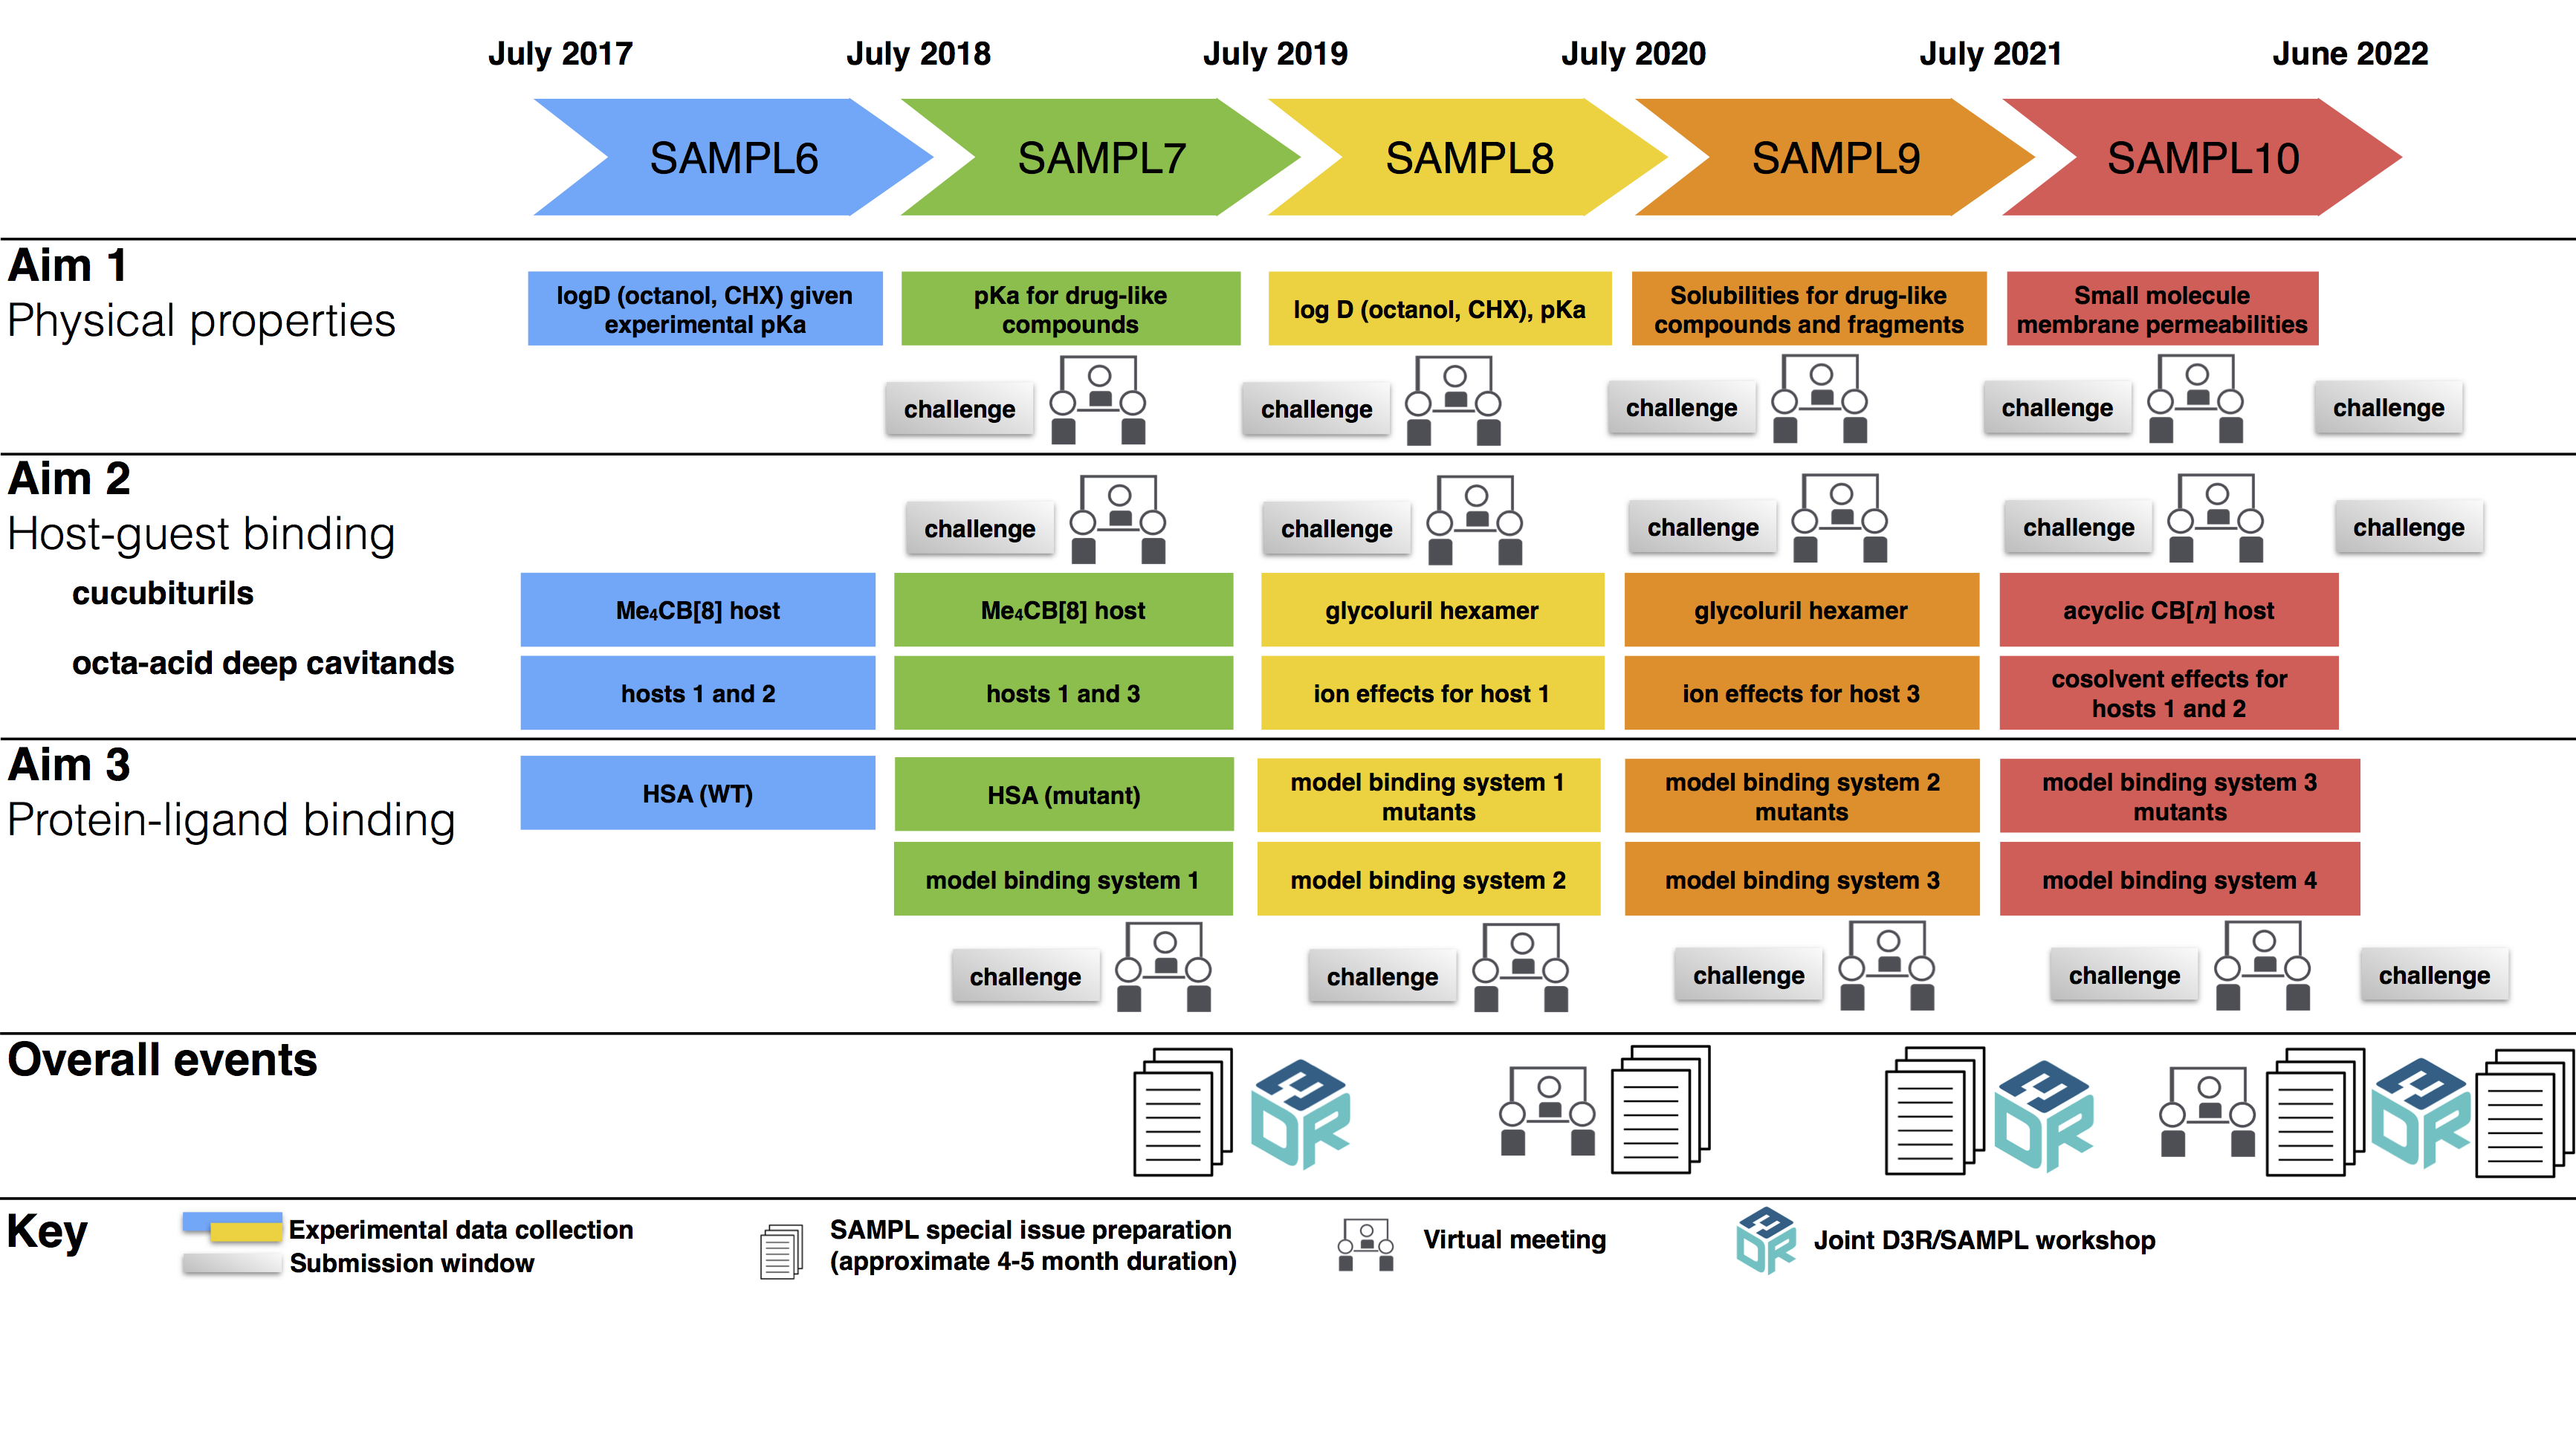 July 2017
July 2018
July 2019
July 2020
July 2021
June 2022
SAMPL6
SAMPL7
SAMPL8
SAMPL9
SAMPL10
Aim 1
Physical properties
logD (octanol, CHX) given
experimental pKa
pKa for drug-like
compounds
log D (octanol, CHX), pKa
Solubilities for drug-like
compounds and fragments
Small molecule
membrane permeabilities
challenge
challenge
challenge
challenge
challenge
Aim 2
Host-guest binding
challenge
challenge
challenge
challenge
challenge
cucubiturils
Me₄CB[8] host
Me₄CB[8] host
glycoluril hexamer
glycoluril hexamer
acyclic CB[n] host
octa-acid deep cavitands
hosts 1 and 2
hosts 1 and 3
ion effects for host 1
ion effects for host 3
cosolvent effects for
hosts 1 and 2
Aim 3
Protein-ligand binding
HSA (WT)
HSA (mutant)
model binding system 1
mutants
model binding system 2
mutants
model binding system 3
mutants
model binding system 1
model binding system 2
model binding system 3
model binding system 4
challenge
challenge
challenge
challenge
challenge
Overall events
D3R
D3R
D3R
Key
Experimental data collection
Submission window
SAMPL special issue preparation
(approximate 4-5 month duration)
Virtual meeting
D3R
Joint D3R/SAMPL workshop